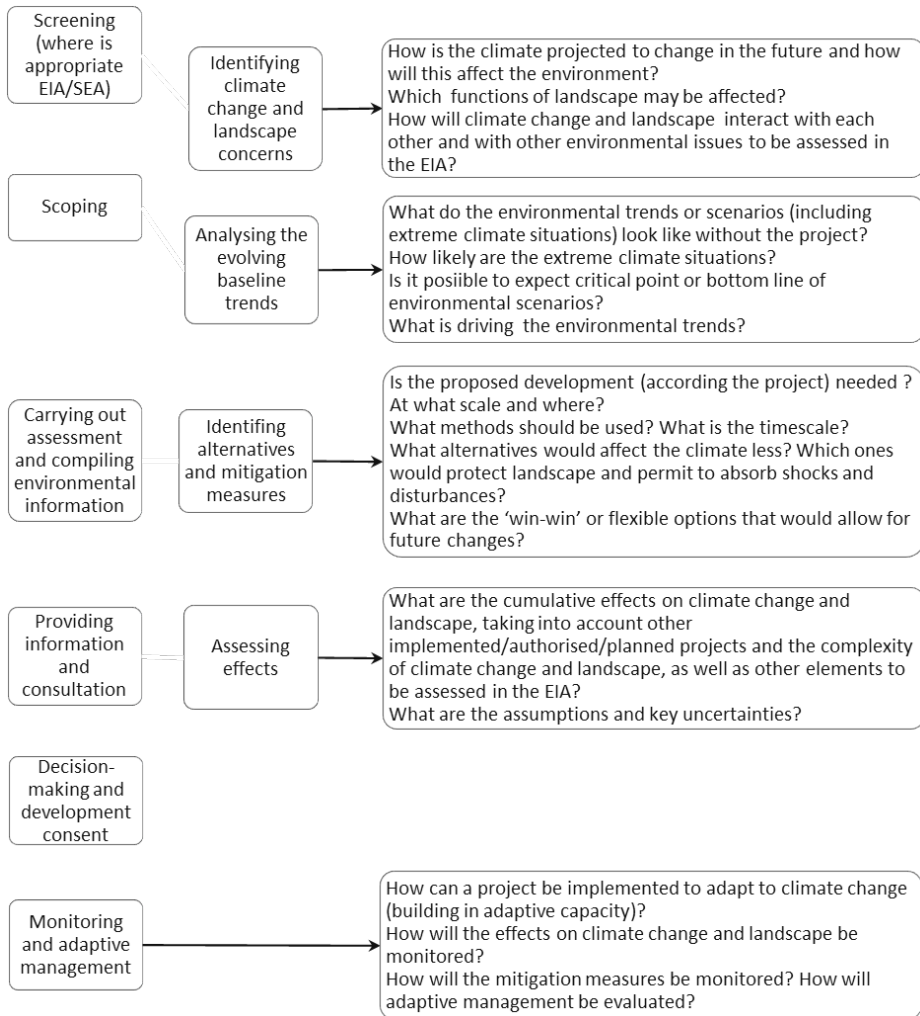 Screening
(where is
appropriate
EIA/SEA)
Identifying
climate
change and
landscape
concerns
How is the climate projected to change in the future and how
will this affect the environment?
Which functions of landscape may be affected?
How will climate change and landscape interact with each
other and with other environmental issues to be assessed in
the EIA?
Scoping
Analysing the
evolving
baseline
trends
What do the environmental trends or scenarios (including
extreme climate situations) look like without the project?
How likely are the extreme climate situations?
Is it posiible to expect critical point or bottom line of
environmental scenarios?
What is driving the environmental trends?
Carrying out
assessment
and compiling
environmental
information
Identifing
alternatives
and mitigation
measures
Is the proposed development (according the project) needed ?
At what scale and where?
What methods should be used? What is the timescale?
What alternatives would affect the climate less? Which ones
would protect landscape and permit to absorb shocks and
disturbances?
What are the ‘win-win’ or flexible options that would allow for
future changes?
Providing
information
and
consultation
Assessing
effects
What are the cumulative effects on climate change and
landscape, taking into account other
implemented/authorised/planned projects and the complexity
of climate change and landscape, as well as other elements to
be assessed in the EIA?
What are the assumptions and key uncertainties?
Decision-
making and
development
consent
Monitoring
and adaptive
management
How can a project be implemented to adapt to climate change
(building in adaptive capacity)?
How will the effects on climate change and landscape be
monitored?
How will the mitigation measures be monitored? How will
adaptive management be evaluated?